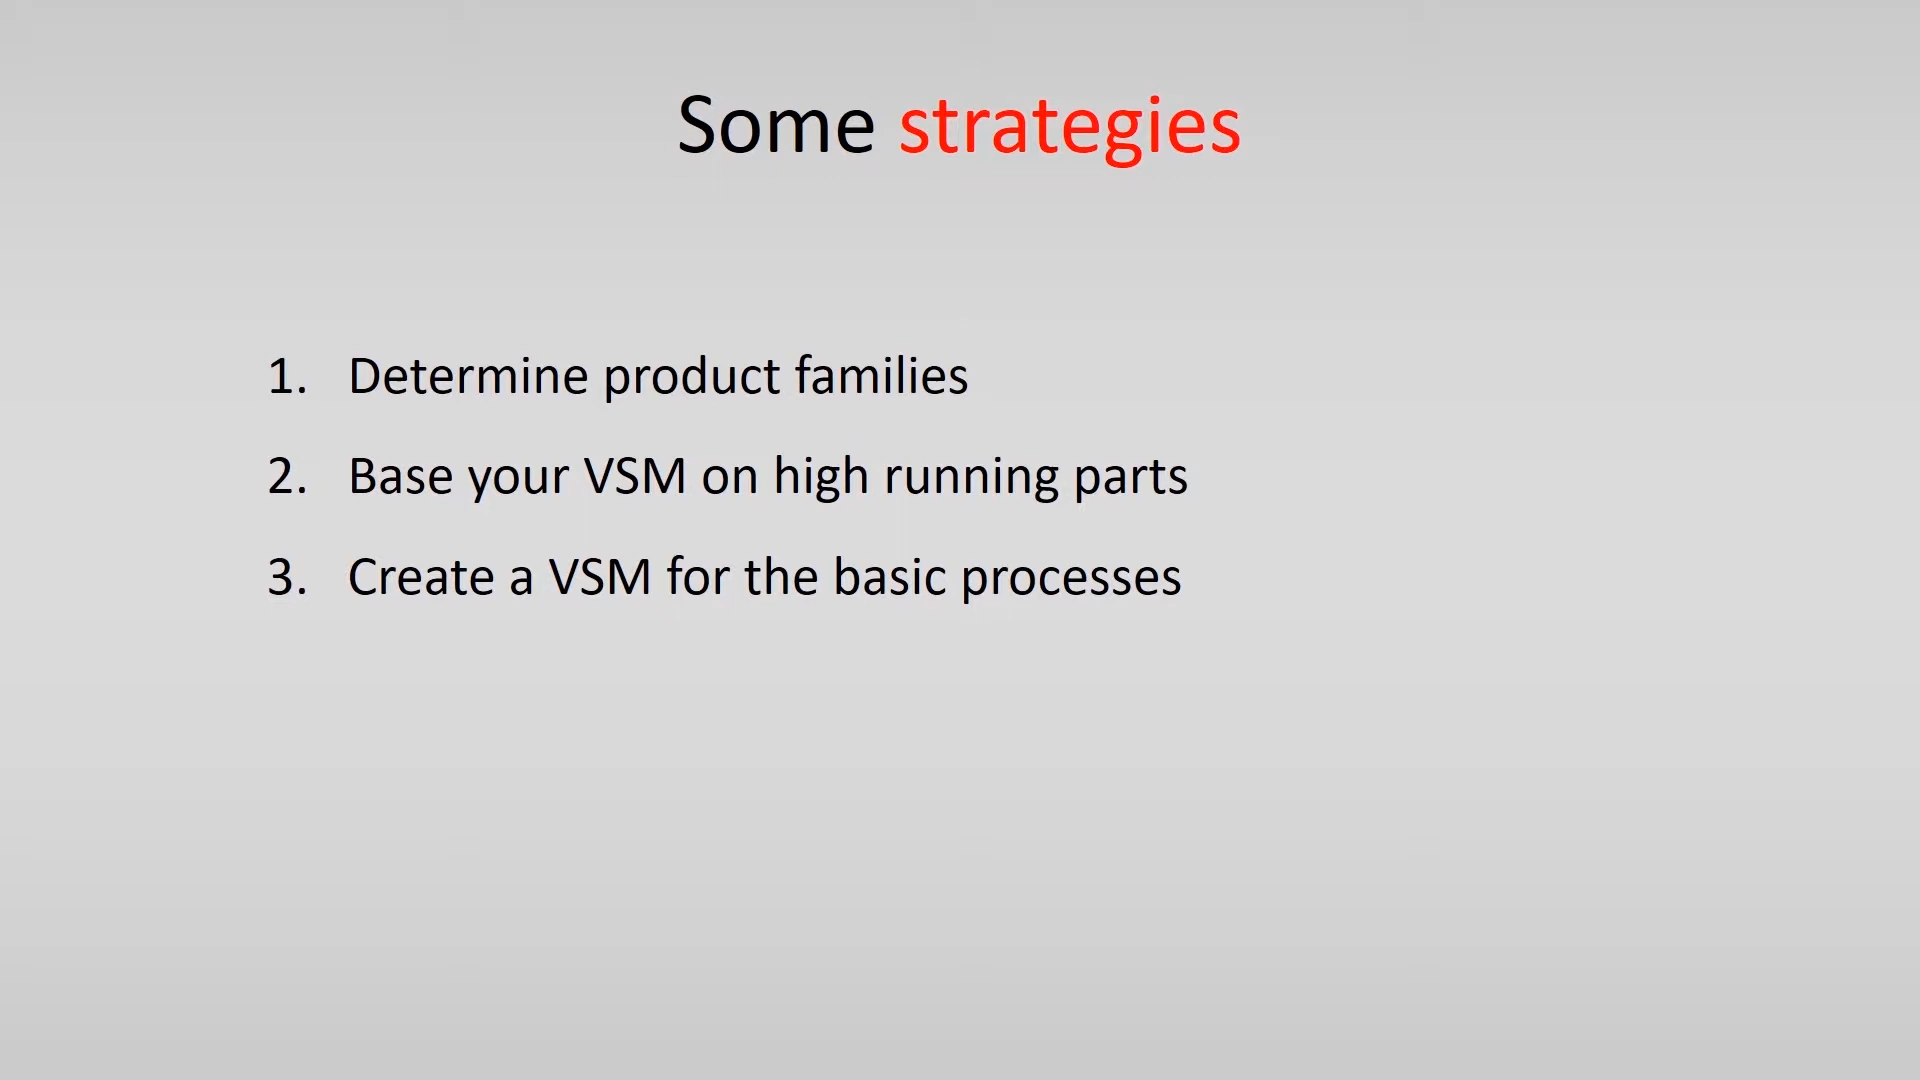 Some strategies
1. Determine product families
2. Base your VSM on high running parts
3. Create a VSM for the basic processes